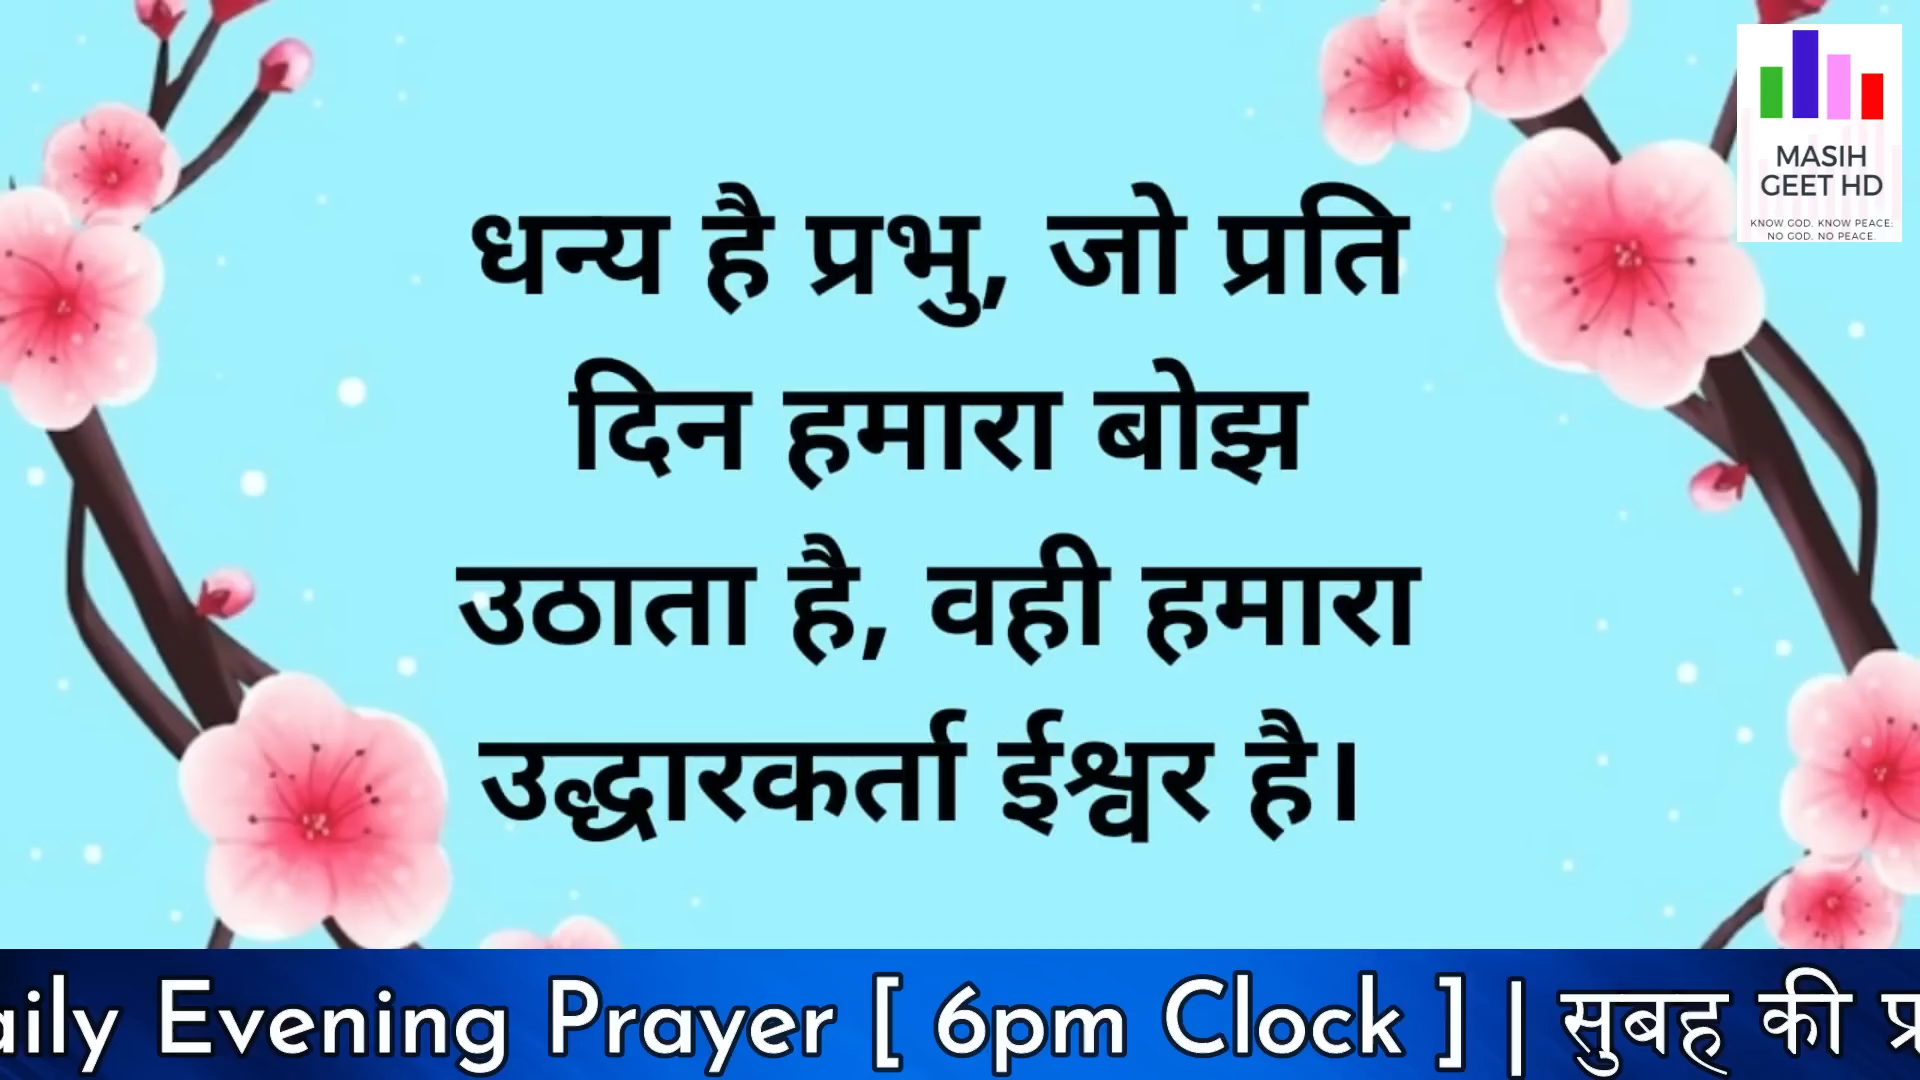 धन्य है प्रभु, जो प्रति
दिन हमारा बोझ
उठाता है, वही हमारा
उद्धारकर्ता ईश्वर है।
MASIH
GEET HD
KNOW GOD. KNOW PEACE:
NO GOD. NO PEACE.
Evening Prayer [ 6pm Clock ] | सुबह की